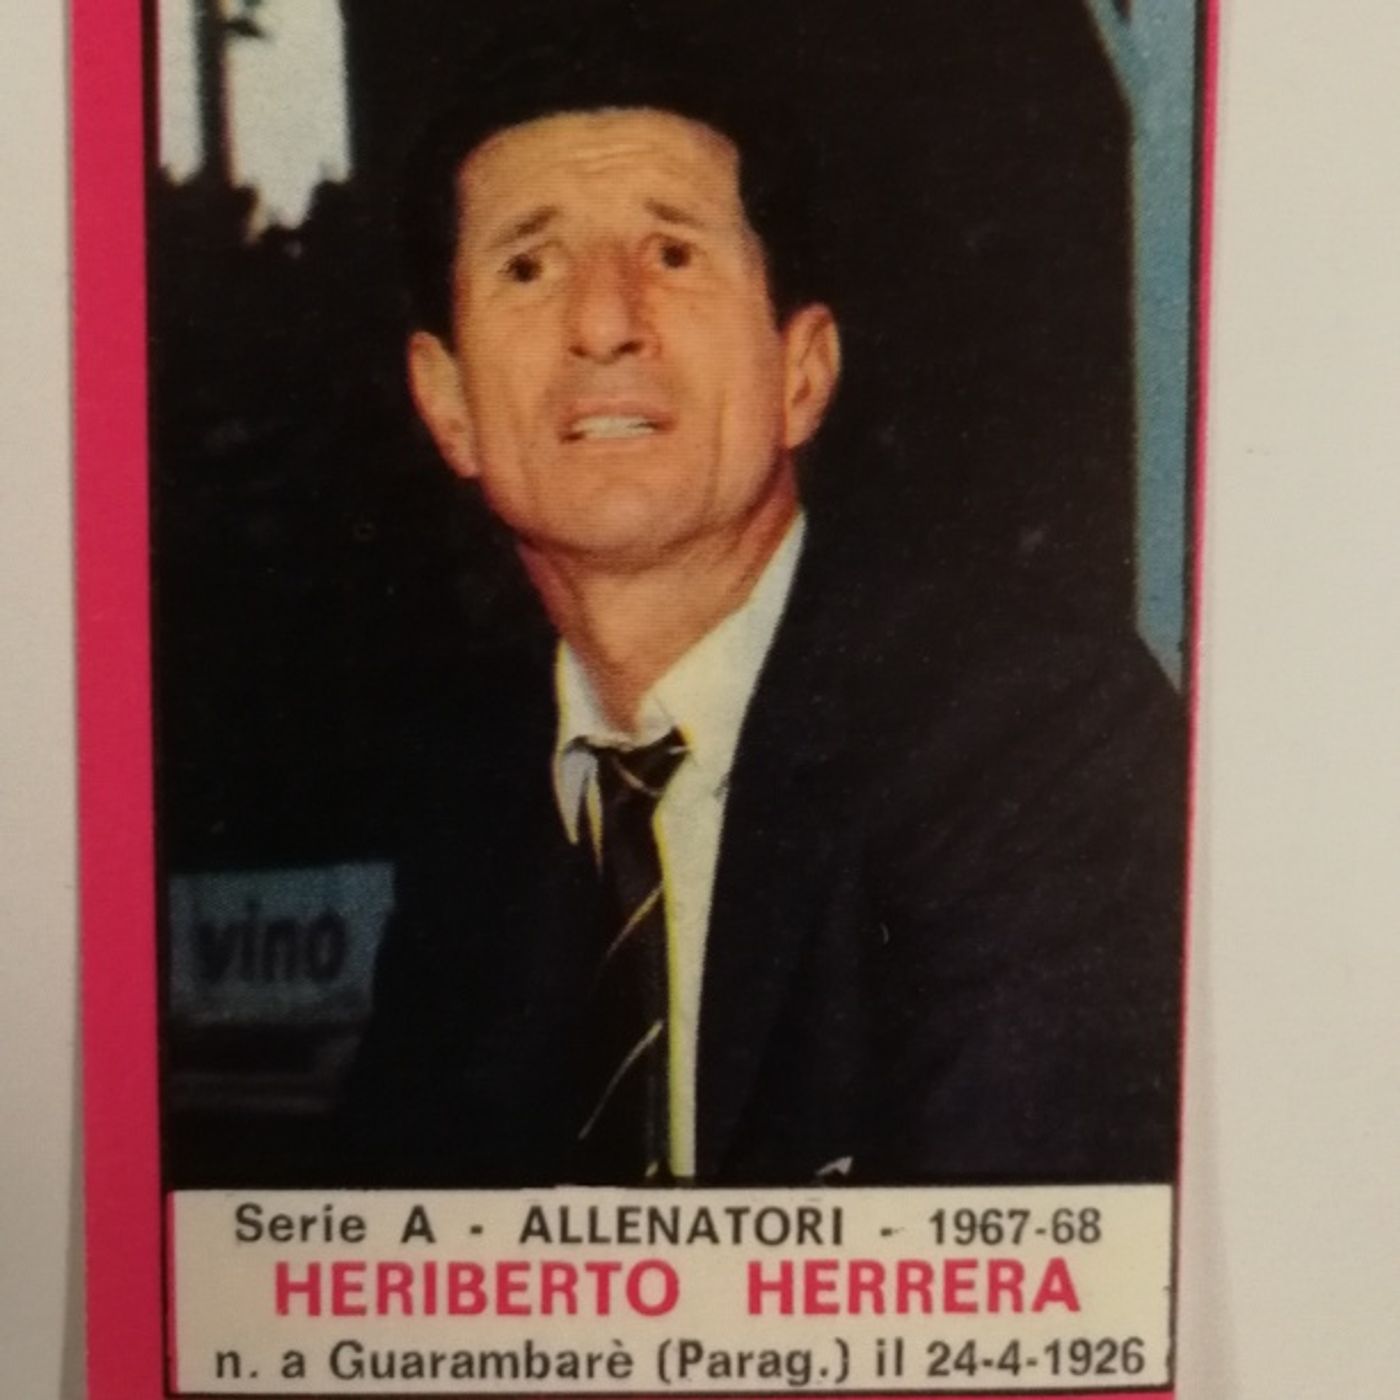 vino
Serie A - ALLENATORI - 1967-68
HERIBERTO HERRERA
n. a Guarambarè (Parag.) il 24-4-1926